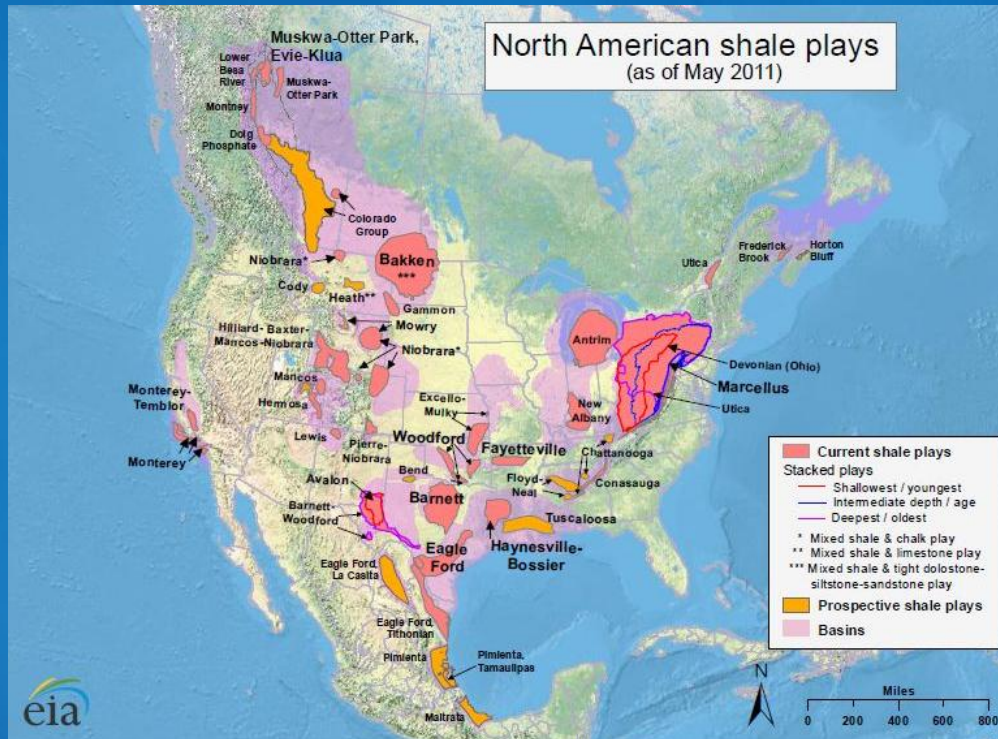 North American shale plays
(as of May 2011)
Muskwa-Otter Park,
Evie-Klua
Lower
Besa
River
Muskwa-
Otter Park
Montney
Doig
Phosphate
Colorado
Group
Niobrara*
Bakken
***
Cody
Heath**
Gammon
Mowry
Hilliard-Baxter-
Mancos-Niobrara
Niobrara*
Mancos
Hermosa
Monterey-
Temblor
Monterey
Lewis
Pierre-
Niobrara
Excello-
Mulky
Woodford
Fayetteville
Bend
Avalon
Barnett
Barnett-
Woodford
Eagle
Ford
Haynesville-
Bossier
Tuscaloosa
Floyd-
Neal
Conasauga
Chattanooga
New
Albany
Antrim
Devonian (Ohio)
Marcellus
Utica
Utica
Frederick
Brook
Horton
Bluff
Eagle Ford,
La Casita
Eagle Ford,
Tithonian
Pimienta
Pimienta,
Tamaulipas
Maltrata
Current shale plays
Stacked plays
Shallowest / youngest
Intermediate depth / age
Deepest / oldest
* Mixed shale & chalk play
** Mixed shale & limestone play
*** Mixed shale & tight dolostone-
siltstone-sandstone play
Prospective shale plays
Basins
N
Miles
0 200 400 600 800
eia